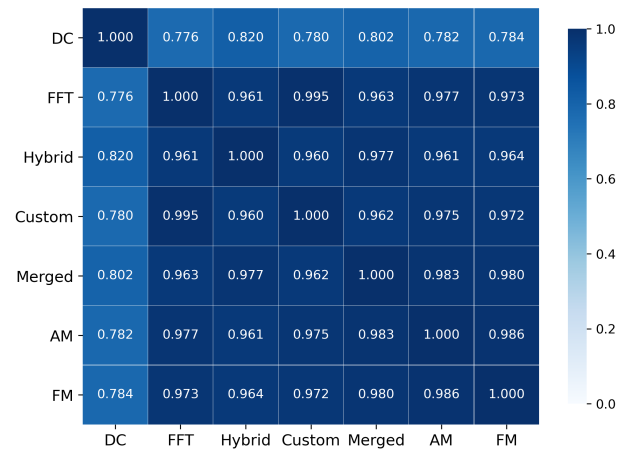 DC 1.000 0.776 0.820 0.780 0.802 0.782 0.784
FFT 0.776 1.000 0.961 0.995 0.963 0.977 0.973
Hybrid 0.820 0.961 1.000 0.960 0.977 0.961 0.964
Custom 0.780 0.995 0.960 1.000 0.962 0.975 0.972
Merged 0.802 0.963 0.977 0.962 1.000 0.983 0.980
AM 0.782 0.977 0.961 0.975 0.983 1.000 0.986
FM 0.784 0.973 0.964 0.972 0.980 0.986 1.000
DC FFT Hybrid Custom Merged AM FM
1.0
0.8
0.6
0.4
0.2
0.0